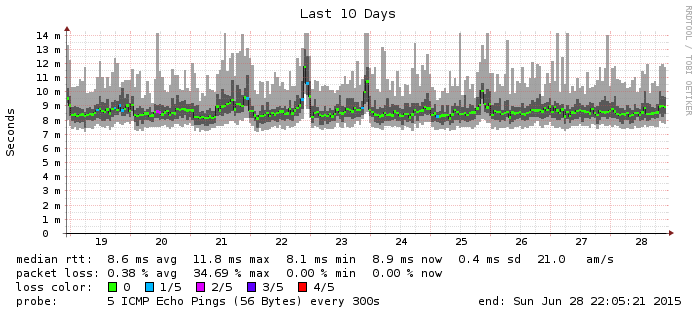 Last 10 Days
RRDTOOL / TOBI OETIKER
Seconds
14 m
13 m
12 m
11 m
10 m
9 m
8 m
7 m
6 m
5 m
4 m
3 m
2 m
1 m
0
19 20 21 22 23 24 25 26 27 28
median rtt: 8.6 ms avg 11.8 ms max 8.1 ms min 8.9 ms now 0.4 ms sd 21.0 am/s
packet loss: 0.38 % avg 34.69 % max 0.00 % min 0.00 % now
loss color: 0 1/5 2/5 3/5 4/5
probe: 5 ICMP Echo Pings (56 Bytes) every 300s end: Sun Jun 28 22:05:21 2015